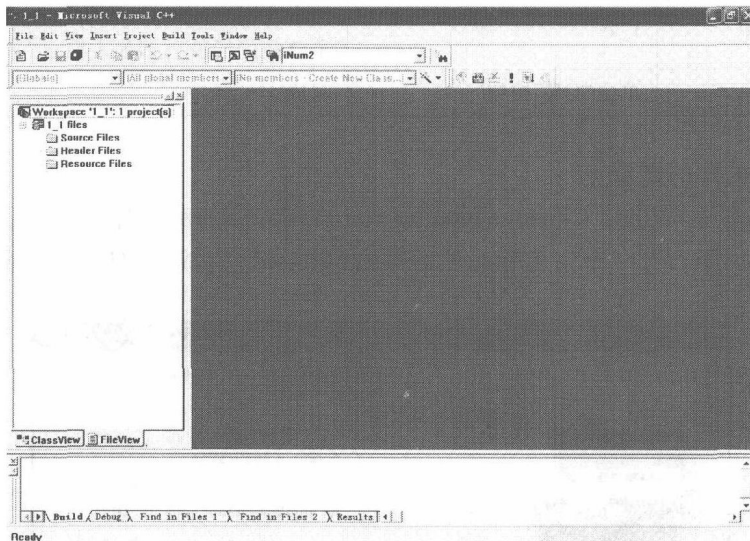 1_1 - Microsoft Visual C++
File Edit View Insert Project Build Tools Window Help
iNum2
(Globals) (All global members (No members - Create New Class...
Workspace '1_1': 1 project(s)
1_1 files
Source Files
Header Files
Resource Files
ClassView FileView
Build Debug Find in Files 1 Find in Files 2 Results
Ready